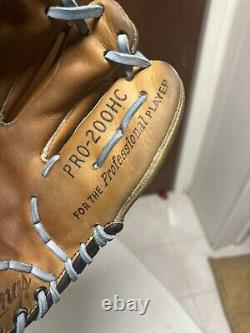 PRO-200HC
FOR THE Professional PLAYER